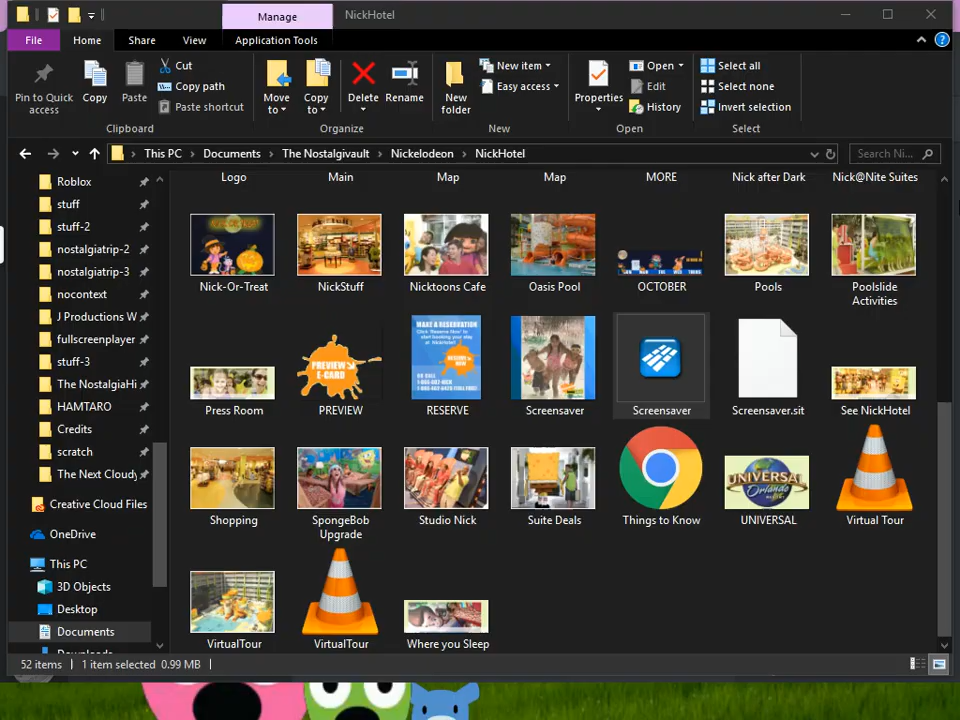 Manage
NickHotel
File
Home
Share
View
Application Tools
Pin to Quick access
Copy
Paste
Cut
Copy path
Paste shortcut
Clipboard
Move to
Copy to
Delete
Rename
Organize
New folder
New item
Easy access
New
Properties
Open
Edit
History
Open
Select all
Select none
Invert selection
Select
This PC
Documents
The Nostalgivault
Nickelodeon
NickHotel
Search Ni...
Roblox
stuff
stuff-2
nostalgiatrip-2
nostalgiatrip-3
nocontext
J Productions W
fullscreenplayer
stuff-3
The NostalgiaHi
HAMTARO
Credits
scratch
The Next Cloudy
Creative Cloud Files
OneDrive
This PC
3D Objects
Desktop
Documents
Downloads
Logo
Main
Map
Map
MORE
Nick after Dark
Nick@Nite Suites
Nick-Or-Treat
NickStuff
Nicktoons Cafe
Oasis Pool
OCTOBER
Pools
Poolslide Activities
PREVIEW
E-CARD
MAKE A RESERVATION
Press Room
PREVIEW
RESERVE
Screensaver
Screensaver
Screensaver.sit
See NickHotel
UNIVERSAL
Shopping
SpongeBob Upgrade
Studio Nick
Suite Deals
Things to Know
UNIVERSAL
Virtual Tour
VirtualTour
VirtualTour
Where you Sleep
52 items
1 item selected 0.99 MB